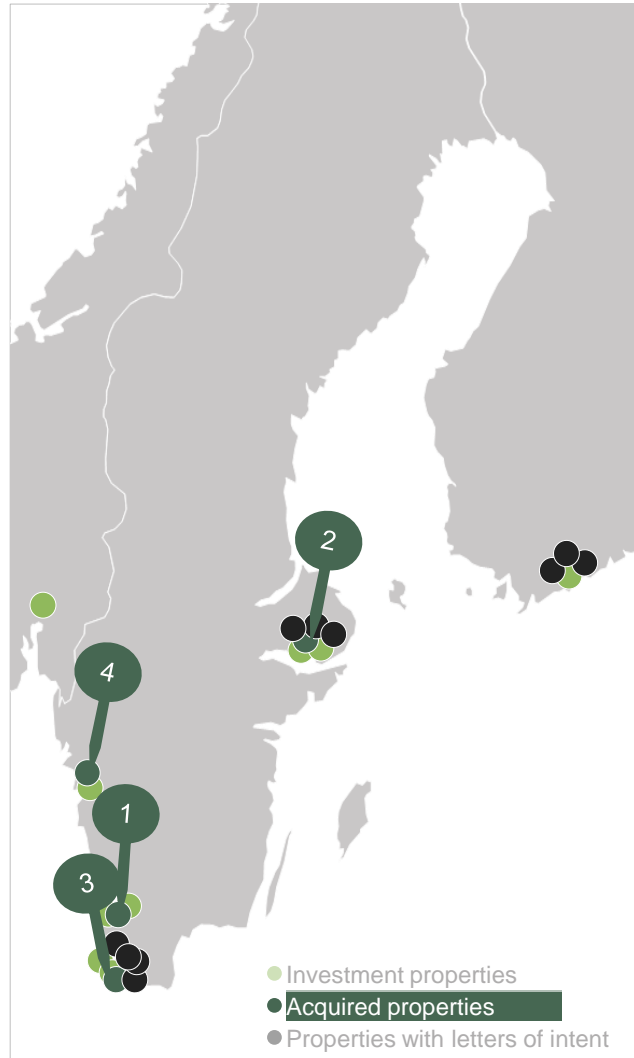 2
4
1
3
Investment properties
Acquired properties
Properties with letters of intent